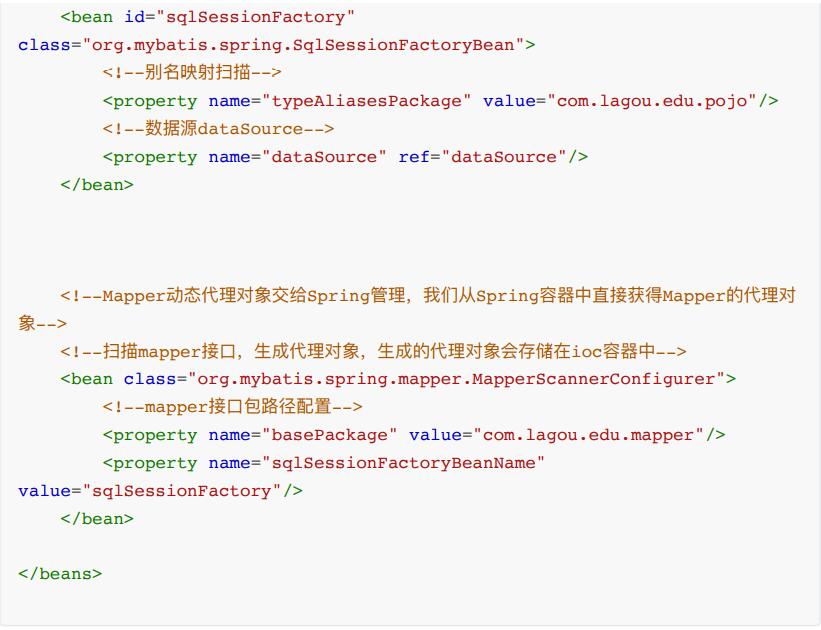 <bean id="sqlSessionFactory"
class="org.mybatis.spring.SqlSessionFactoryBean">
        <!--别名映射扫描-->
        <property name="typeAliasesPackage" value="com.lagou.edu.pojo"/>
        <!--数据源dataSource-->
        <property name="dataSource" ref="dataSource"/>
    </bean>
    <!--Mapper动态代理对象交给Spring管理，我们从Spring容器中直接获得Mapper的代理对
象-->
    <!--扫描mapper接口，生成代理对象，生成的代理对象会存储在ioc容器中-->
    <bean class="org.mybatis.spring.mapper.MapperScannerConfigurer">
        <!--mapper接口包路径配置-->
        <property name="basePackage" value="com.lagou.edu.mapper"/>
        <property name="sqlSessionFactoryBeanName"
value="sqlSessionFactory"/>
    </bean>
</beans>